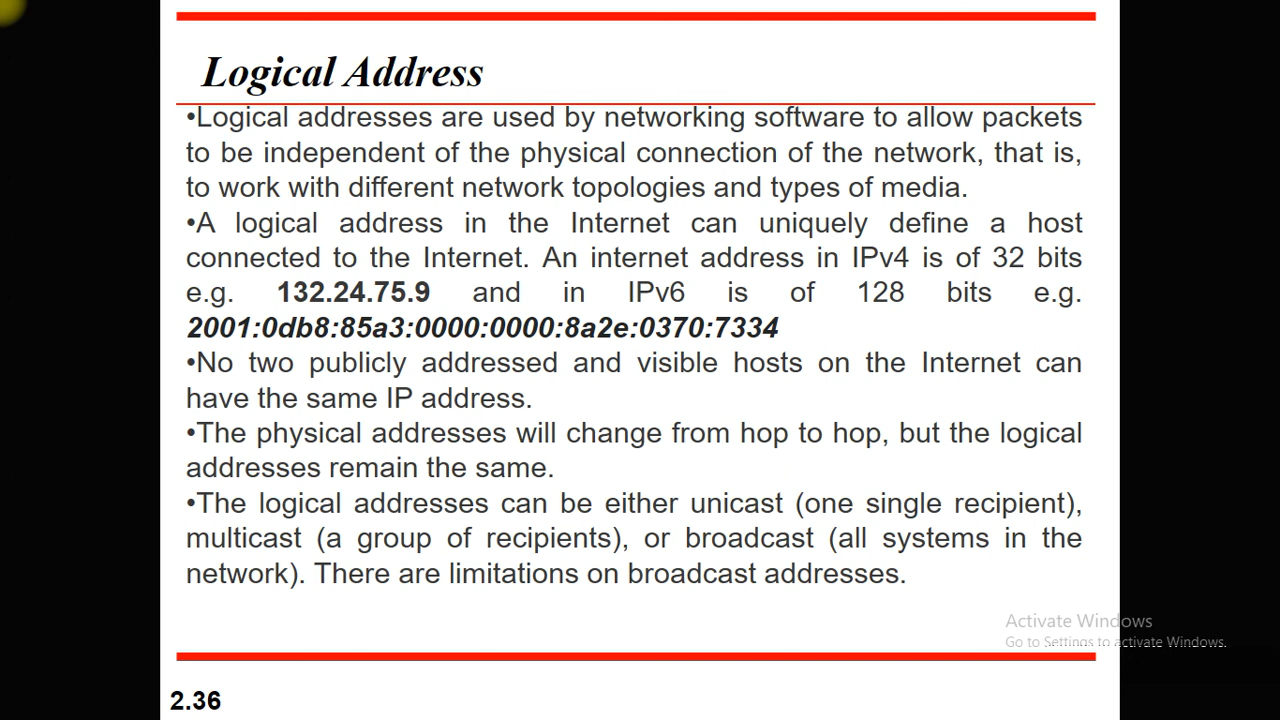 Logical Address
•Logical addresses are used by networking software to allow packets
to be independent of the physical connection of the network, that is,
to work with different network topologies and types of media.
•A logical address in the Internet can uniquely define a host
connected to the Internet. An internet address in IPv4 is of 32 bits
e.g. 132.24.75.9 and in IPv6 is of 128 bits e.g.
2001:0db8:85a3:0000:0000:8a2e:0370:7334
•No two publicly addressed and visible hosts on the Internet can
have the same IP address.
•The physical addresses will change from hop to hop, but the logical
addresses remain the same.
•The logical addresses can be either unicast (one single recipient),
multicast (a group of recipients), or broadcast (all systems in the
network). There are limitations on broadcast addresses.
Activate Windows
Go to Settings to activate Windows.
2.36